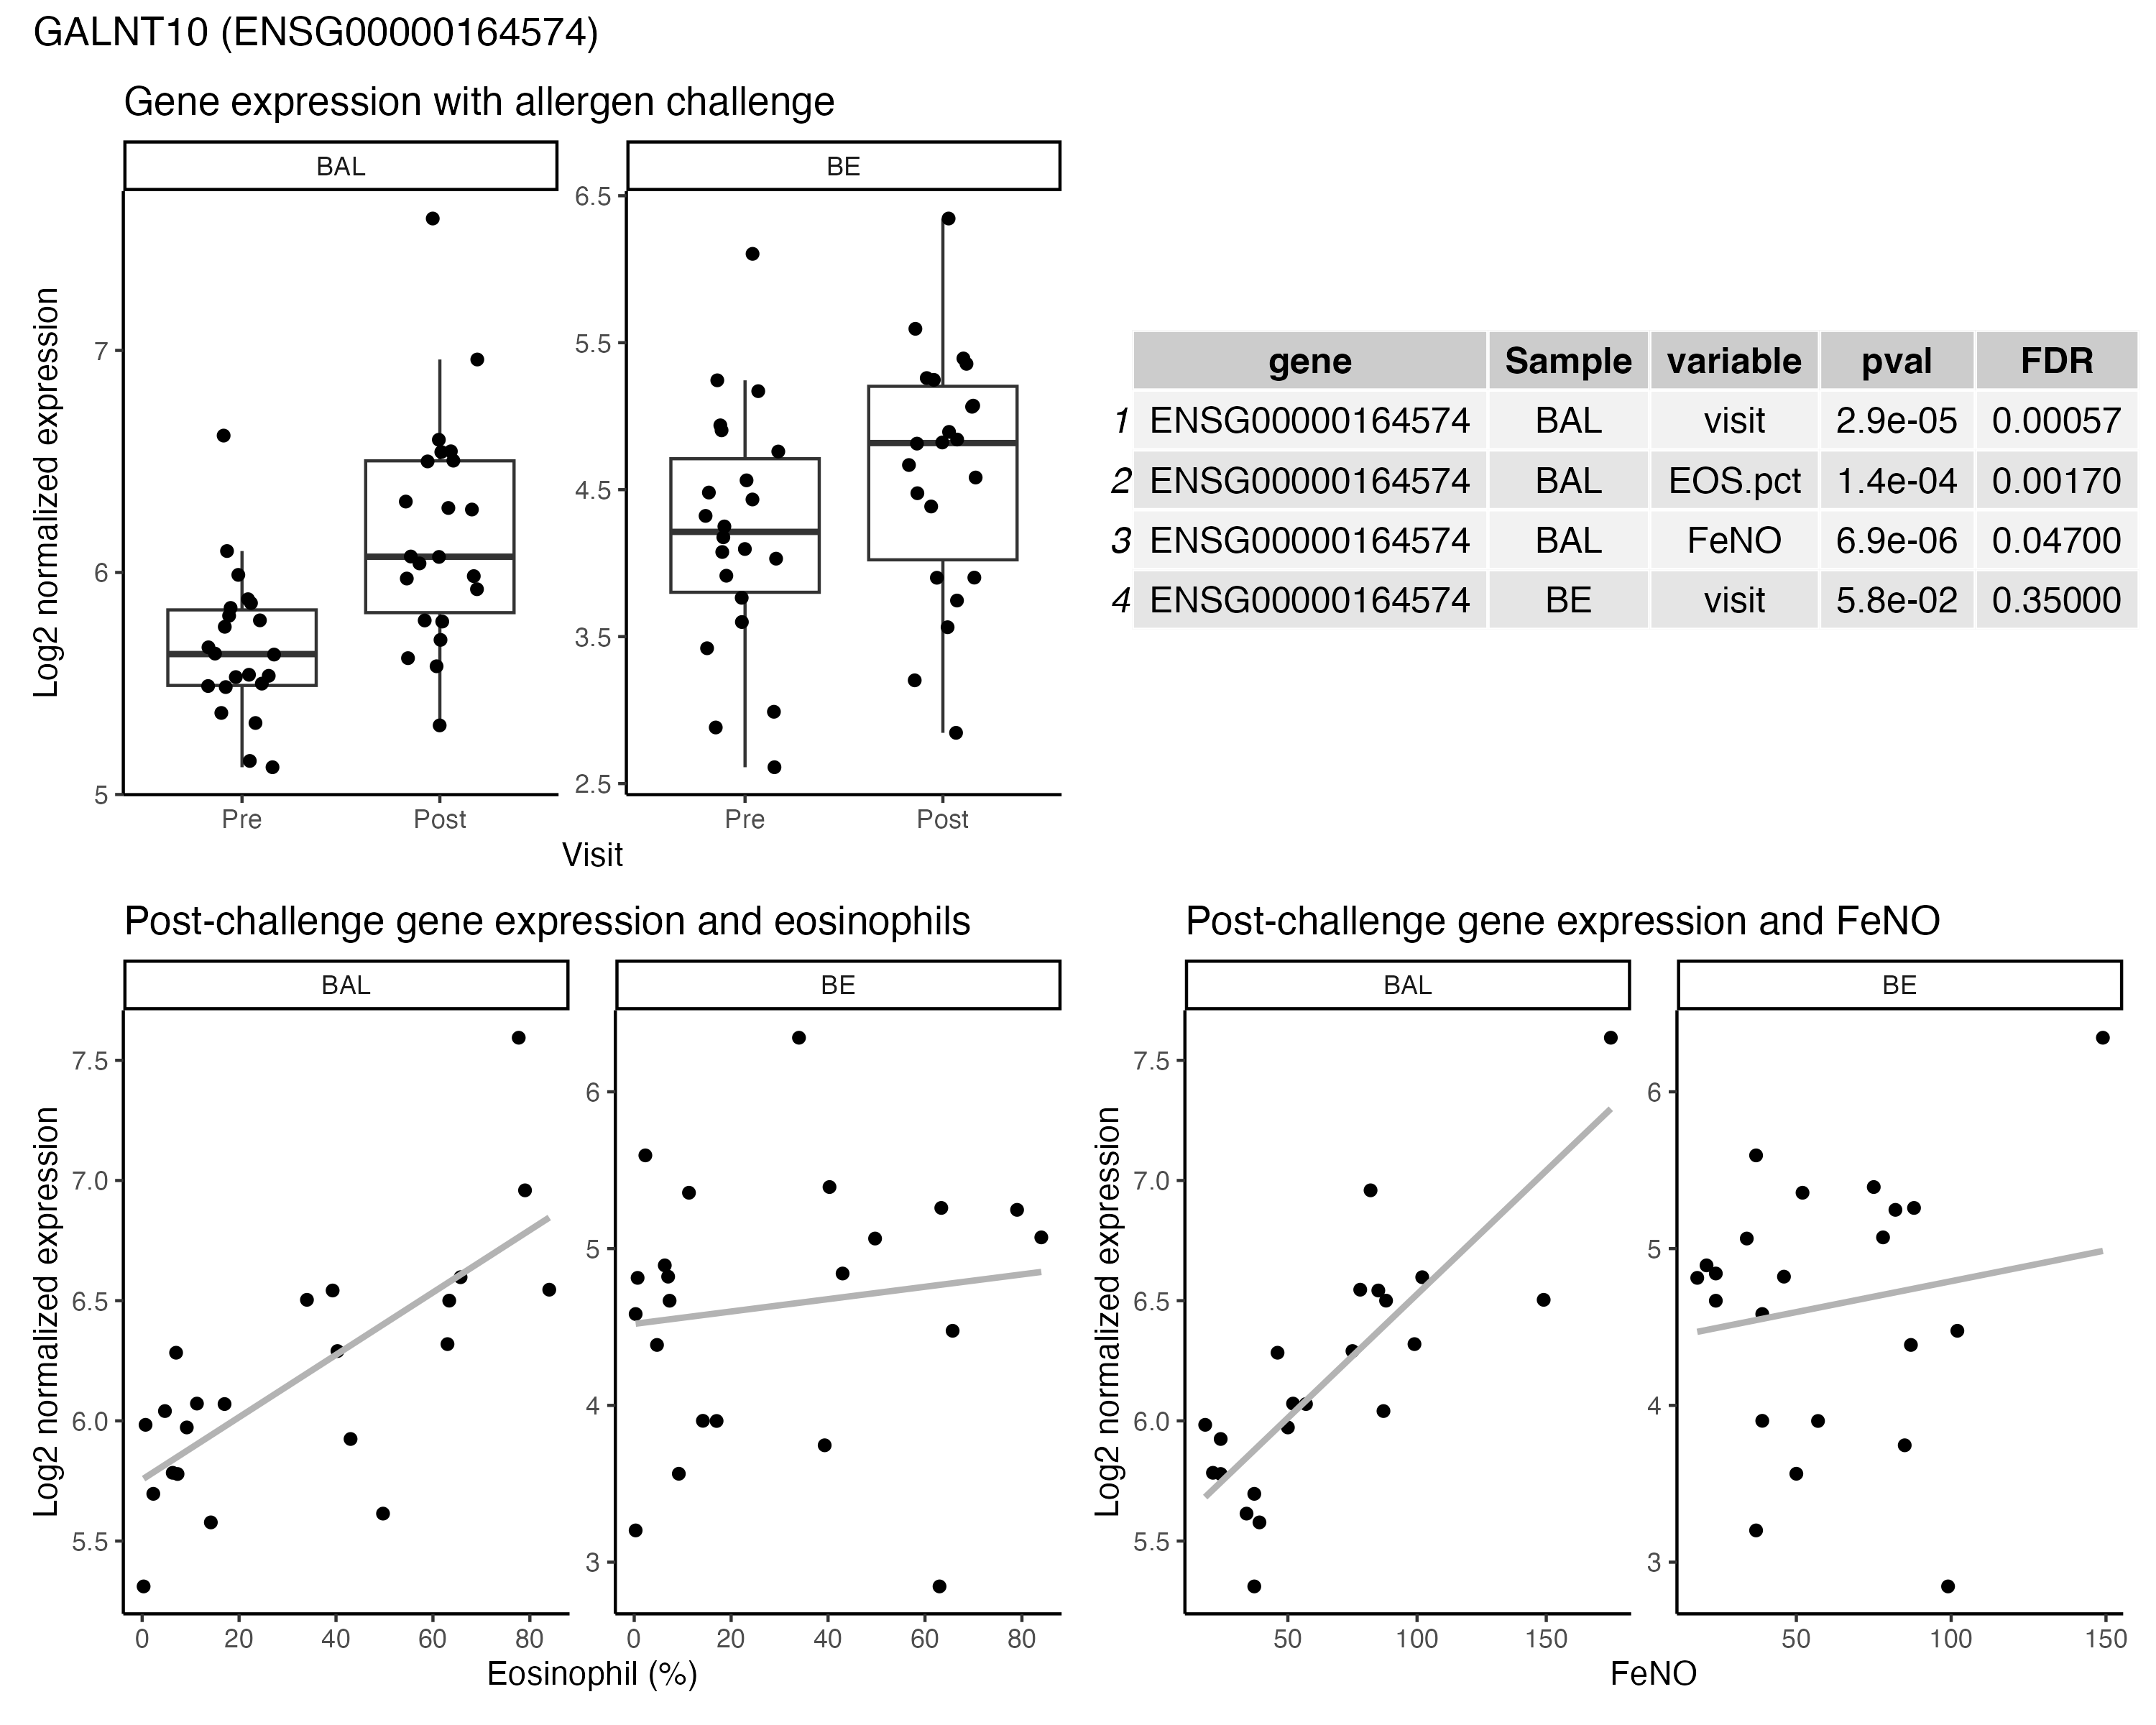 GALNT10 (ENSG00000164574)
Gene expression with allergen challenge
BAL BE
Log2 normalized expression
7
6
5
6.5
5.5
4.5
3.5
2.5
Pre Post Pre Post
Visit
gene Sample variable pval FDR
1 ENSG00000164574 BAL visit 2.9e-05 0.00057
2 ENSG00000164574 BAL EOS.pct 1.4e-04 0.00170
3 ENSG00000164574 BAL FeNO 6.9e-06 0.04700
4 ENSG00000164574 BE visit 5.8e-02 0.35000
Post-challenge gene expression and eosinophils
BAL BE
Log2 normalized expression
7.5
7.0
6.5
6.0
5.5
6
5
4
3
0 20 40 60 80 0 20 40 60 80
Eosinophil (%)
Post-challenge gene expression and FeNO
BAL BE
Log2 normalized expression
7.5
7.0
6.5
6.0
5.5
6
5
4
3
50 100 150 50 100 150
FeNO